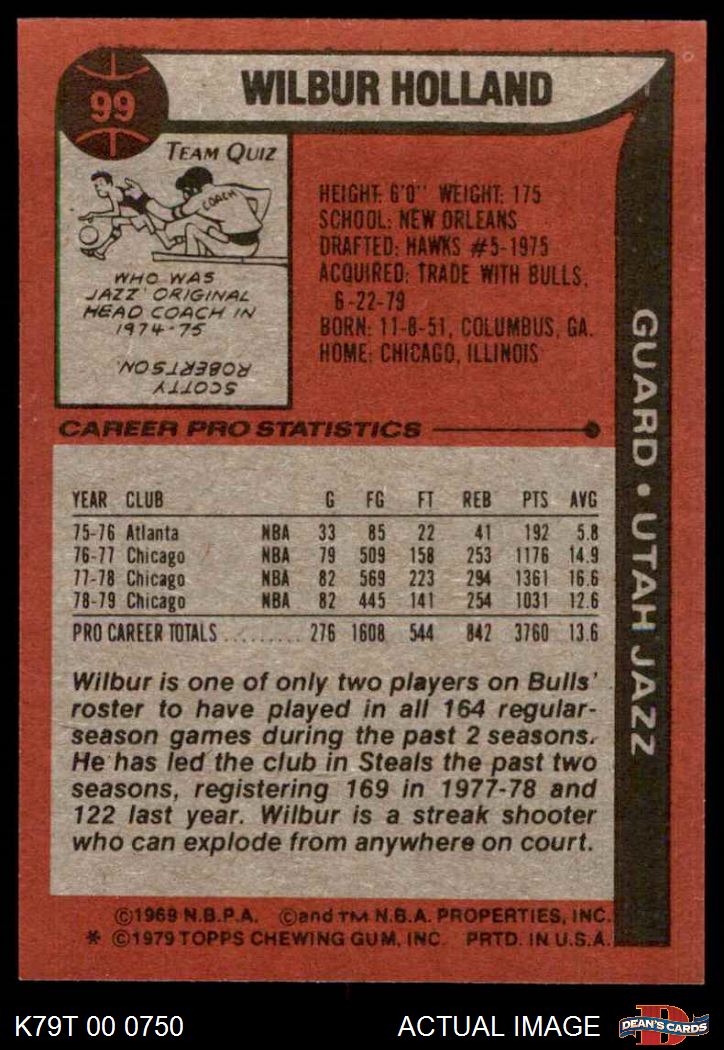 99
WILBUR HOLLAND
TEAM QUIZ
COACH
WHO WAS
JAZZ' ORIGINAL
HEAD COACH IN
1974-75
SCOTTY
ROBERTSON
HEIGHT: 6'0" WEIGHT: 175
SCHOOL: NEW ORLEANS
DRAFTED: HAWKS #5-1975
ACQUIRED: TRADE WITH BULLS,
6-22-79
BORN: 11-8-51, COLUMBUS, GA.
HOME: CHICAGO, ILLINOIS
GUARD • UTAH JAZZ
CAREER PRO STATISTICS
YEAR CLUB G FG FT REB PTS AVG
75-76 Atlanta NBA 33 85 22 41 192 5.8
76-77 Chicago NBA 79 509 158 253 1176 14.9
77-78 Chicago NBA 82 569 223 294 1361 16.6
78-79 Chicago NBA 82 445 141 254 1031 12.6
PRO CAREER TOTALS ......... 276 1608 544 842 3760 13.6
Wilbur is one of only two players on Bulls'
roster to have played in all 164 regular-
season games during the past 2 seasons.
He has led the club in Steals the past two
seasons, registering 169 in 1977-78 and
122 last year. Wilbur is a streak shooter
who can explode from anywhere on court.
©1969 N.B.P.A. ©and TM N.B.A. PROPERTIES, INC.
* ©1979 TOPPS CHEWING GUM, INC. PRTD. IN U.S.A.
K79T 00 0750 ACTUAL IMAGE
D
DEAN'S CARDS